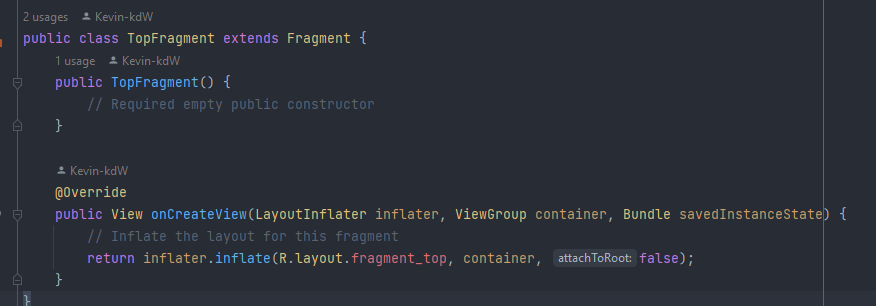 2 usages Kevin-kdW
public class TopFragment extends Fragment {
1 usage Kevin-kdW
public TopFragment() {
// Required empty public constructor
}
Kevin-kdW
@Override
public View onCreateView(LayoutInflater inflater, ViewGroup container, Bundle savedInstanceState) {
// Inflate the layout for this fragment
return inflater.inflate(R.layout.fragment_top, container, attachToRoot: false);
}
}